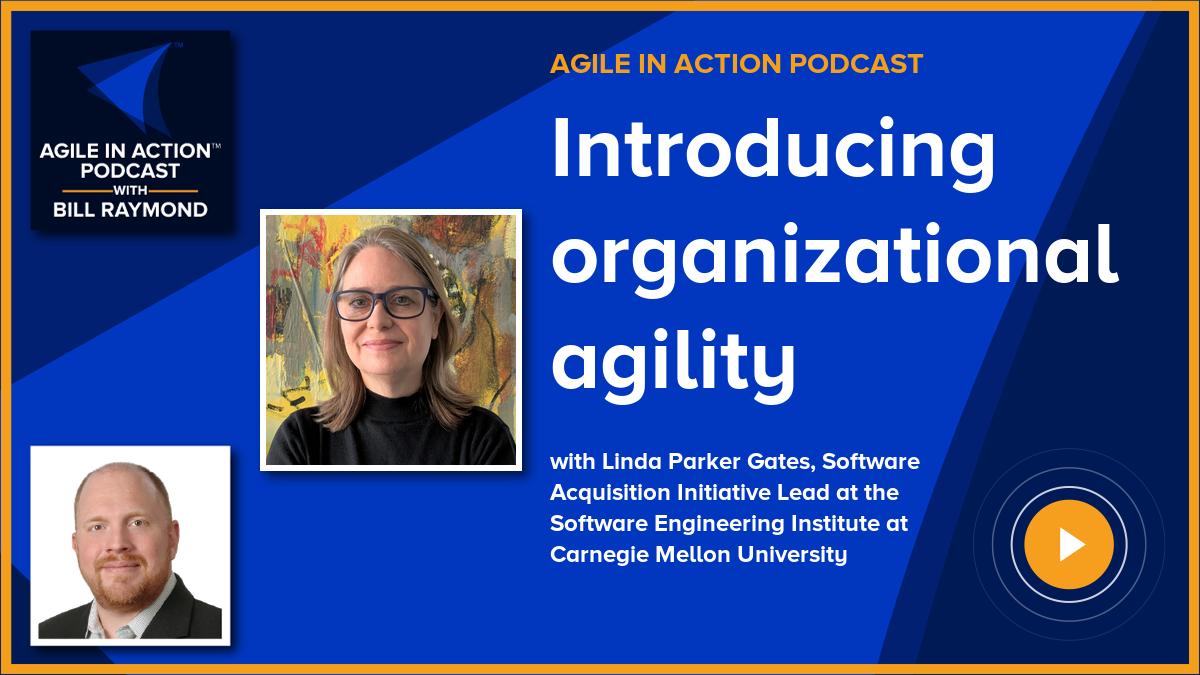 AGILE IN ACTION™
PODCAST
WITH
BILL RAYMOND
AGILE IN ACTION PODCAST
Introducing
organizational
agility
with Linda Parker Gates, Software
Acquisition Initiative Lead at the
Software Engineering Institute at
Carnegie Mellon University
TM